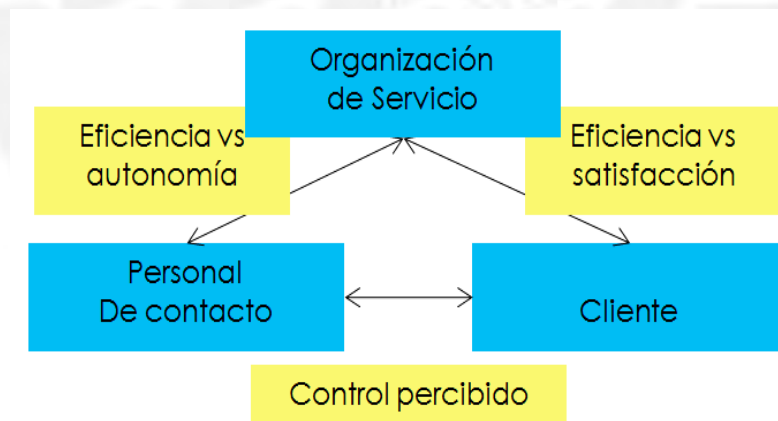 Organización
de Servicio
Eficiencia vs
autonomía
Eficiencia vs
satisfacción
Personal
De contacto
Cliente
Control percibido